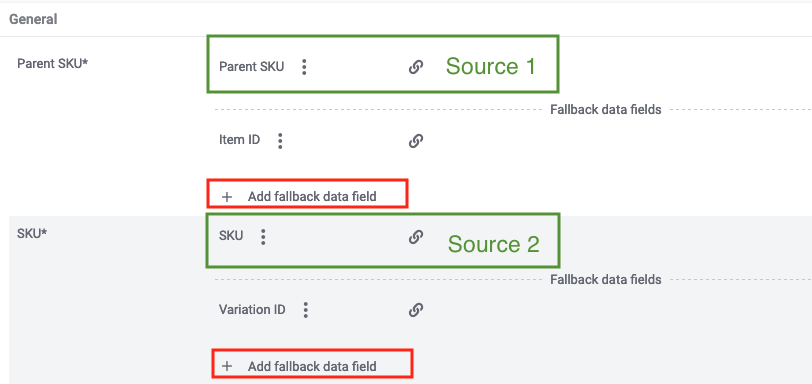 General
Parent SKU*
Parent SKU
Source 1
Fallback data fields
Item ID
+ Add fallback data field
SKU*
SKU
Source 2
Fallback data fields
Variation ID
+ Add fallback data field